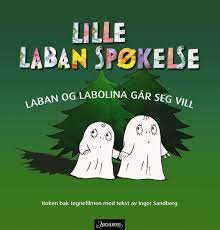 LILLE
LABAN SPØKELSE
LABAN OG LABOLINA GÅR SEG VILL
Boken bak tegnefilmen med tekst av Inger Sandberg